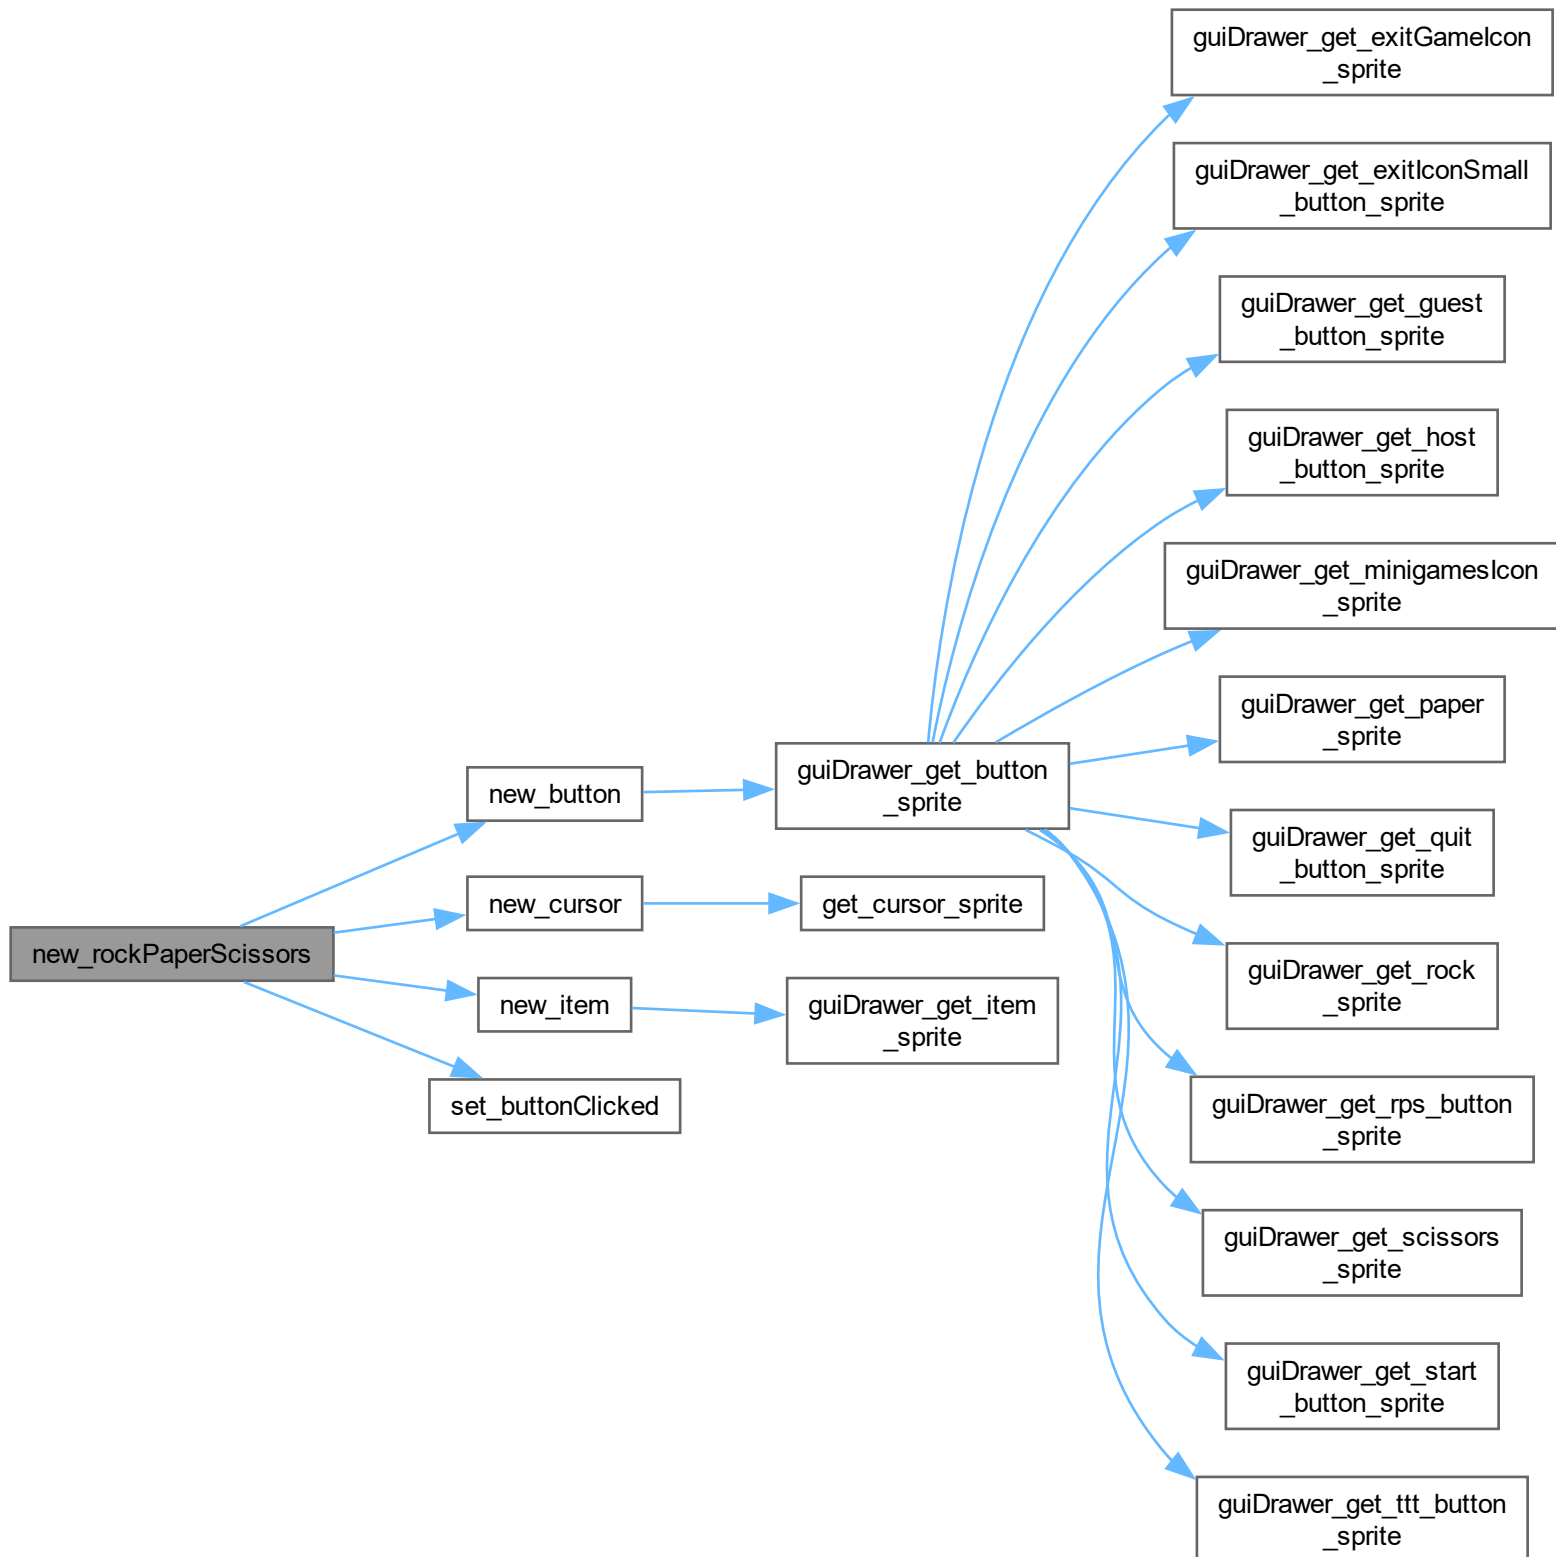 guiDrawer_get_exitGameIcon
_sprite
guiDrawer_get_exitIconSmall
_button_sprite
guiDrawer_get_guest
_button_sprite
guiDrawer_get_host
_button_sprite
guiDrawer_get_minigamesIcon
_sprite
guiDrawer_get_paper
_sprite
guiDrawer_get_button
_sprite
new_button
guiDrawer_get_quit
_button_sprite
new_cursor
get_cursor_sprite
new_rockPaperScissors
guiDrawer_get_rock
_sprite
new_item
guiDrawer_get_item
_sprite
set_buttonClicked
guiDrawer_get_rps_button
_sprite
guiDrawer_get_scissors
_sprite
guiDrawer_get_start
_button_sprite
guiDrawer_get_ttt_button
_sprite